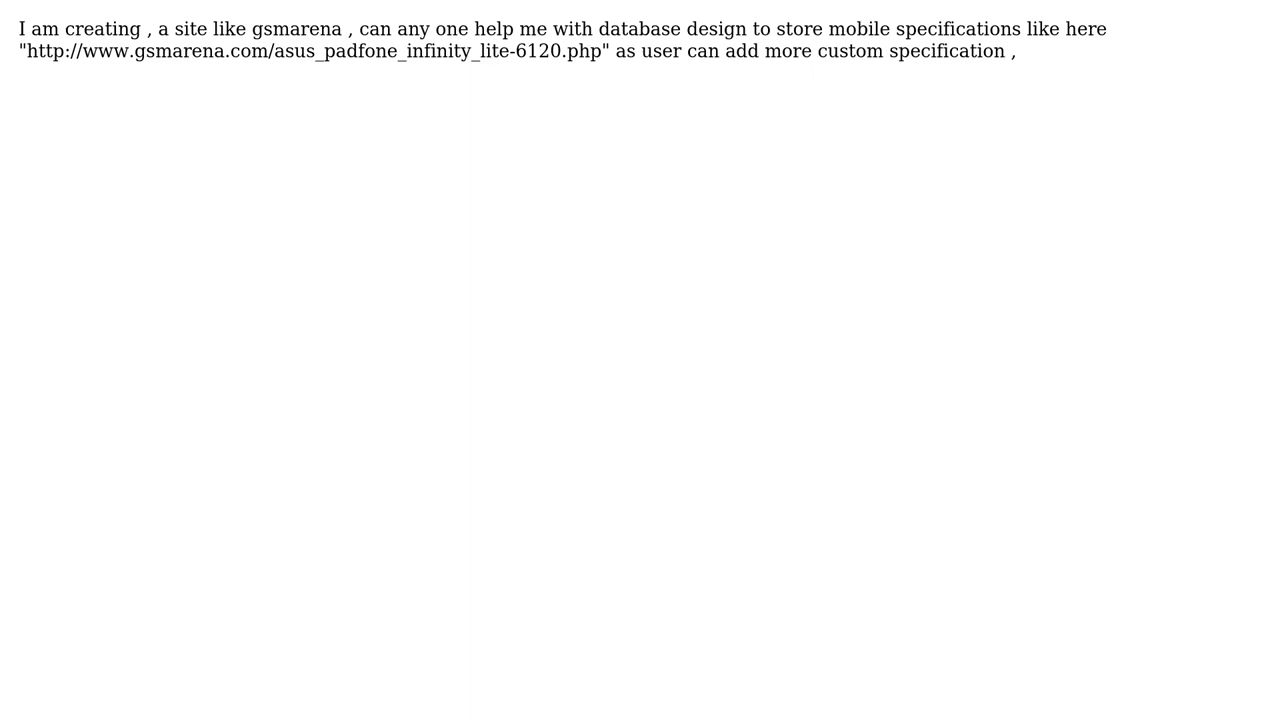 I am creating , a site like gsmarena , can any one help me with database design to store mobile specifications like here
"http://www.gsmarena.com/asus_padfone_infinity_lite-6120.php" as user can add more custom specification ,